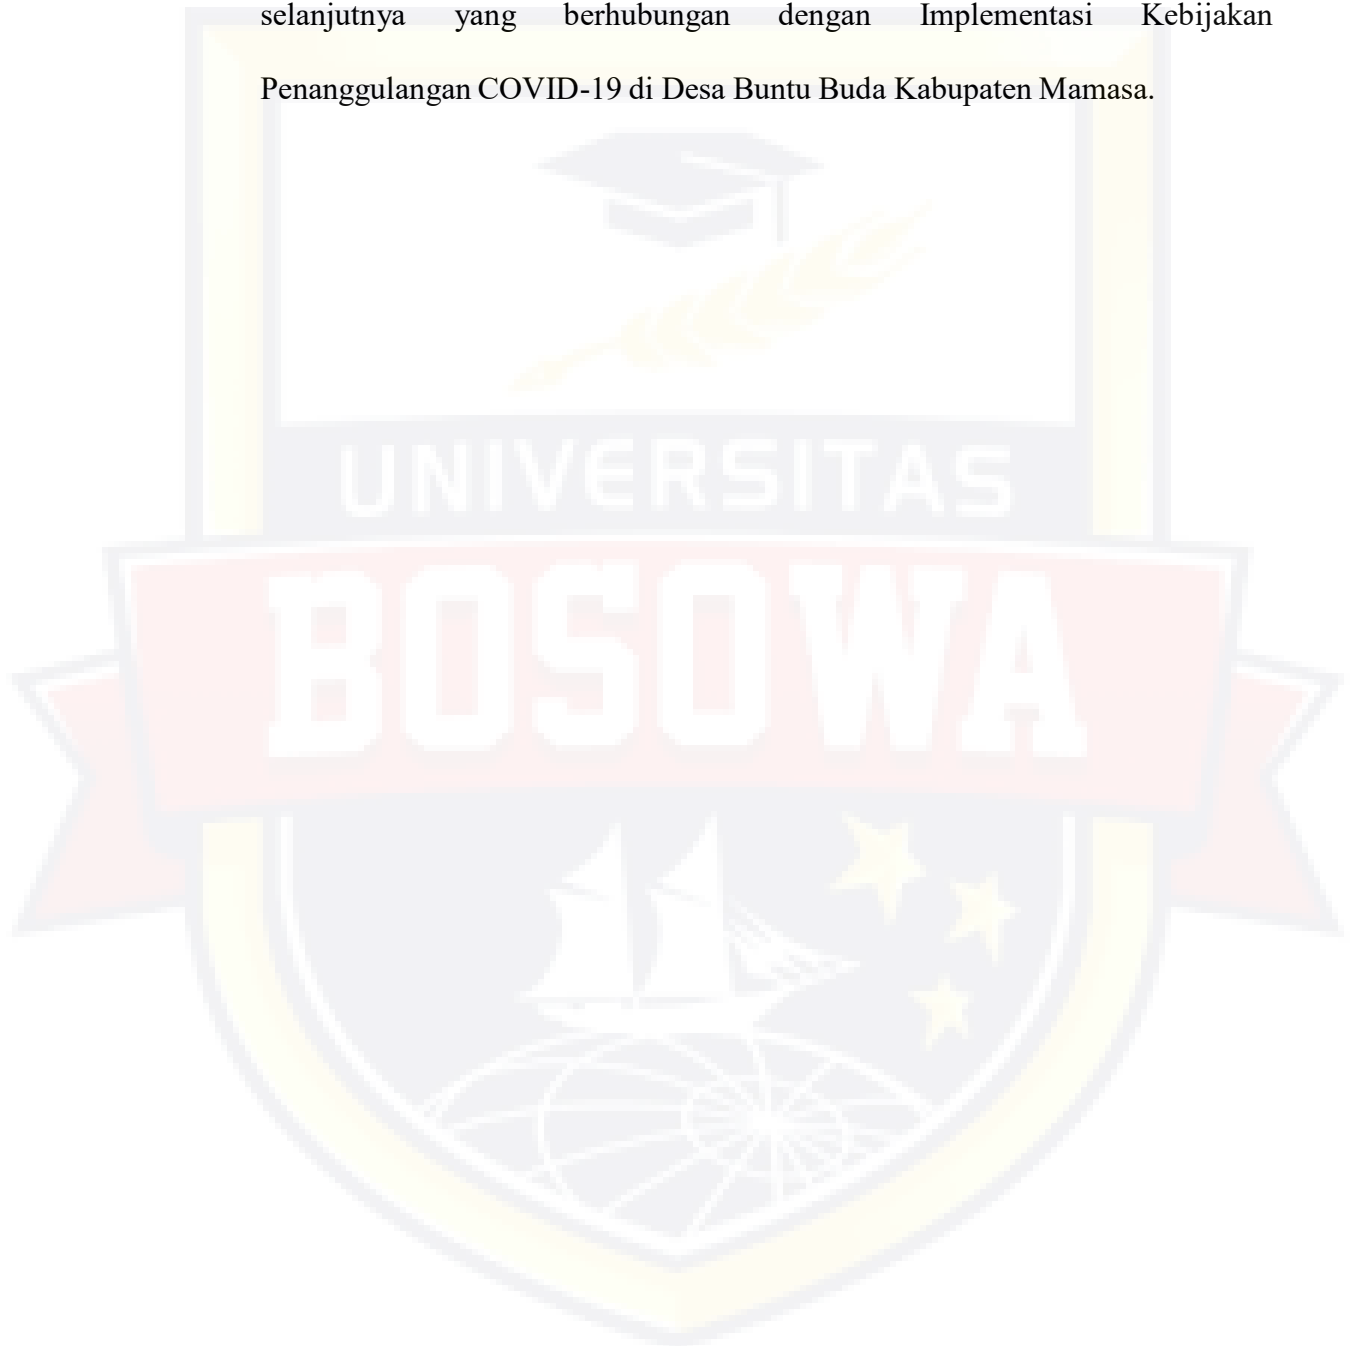 selanjutnya yang berhubungan dengan Implementasi Kebijakan
Penanggulangan COVID-19 di Desa Buntu Buda Kabupaten Mamasa.
UNIVERSITAS
BOSOWA